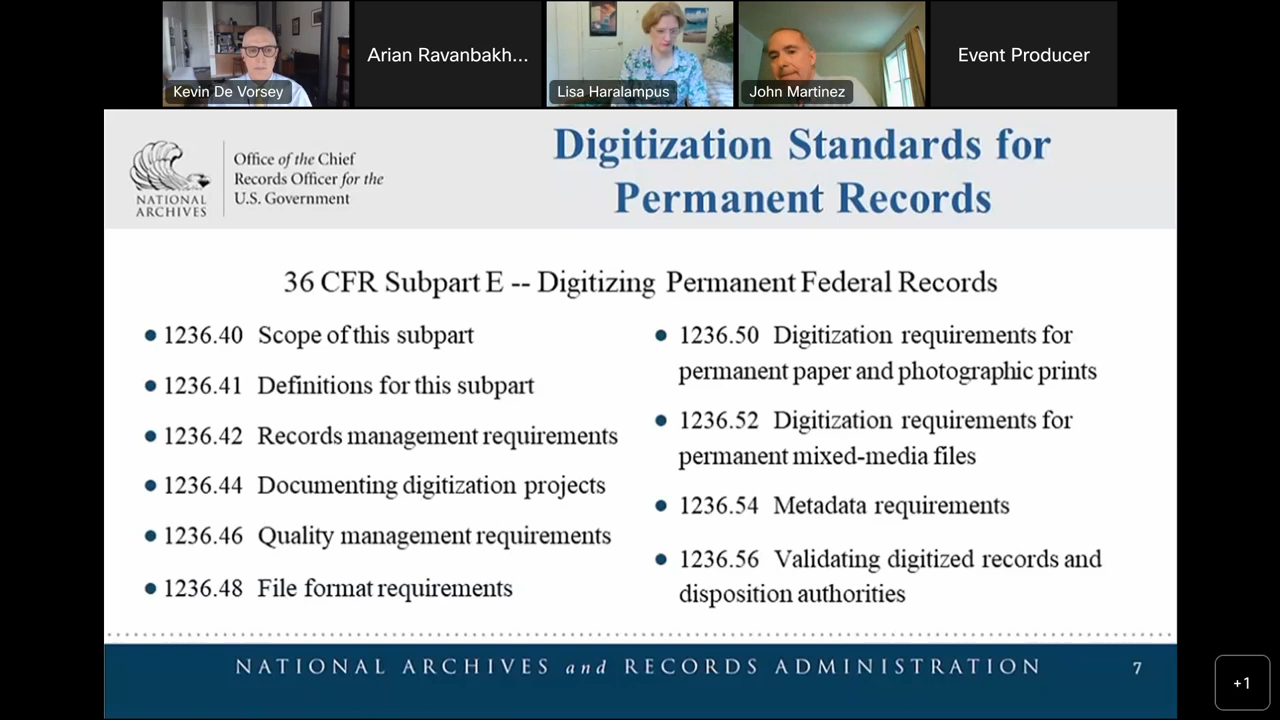 Kevin De Vorsey
Arian Ravanbakh...
Lisa Haralampus
John Martinez
Event Producer
NATIONAL
ARCHIVES
Office of the Chief
Records Officer for the
U.S. Government
Digitization Standards for
Permanent Records
36 CFR Subpart E -- Digitizing Permanent Federal Records
• 1236.40 Scope of this subpart
• 1236.41 Definitions for this subpart
• 1236.42 Records management requirements
• 1236.44 Documenting digitization projects
• 1236.46 Quality management requirements
• 1236.48 File format requirements
• 1236.50 Digitization requirements for
permanent paper and photographic prints
• 1236.52 Digitization requirements for
permanent mixed-media files
• 1236.54 Metadata requirements
• 1236.56 Validating digitized records and
disposition authorities
NATIONAL ARCHIVES and RECORDS ADMINISTRATION
7
+1